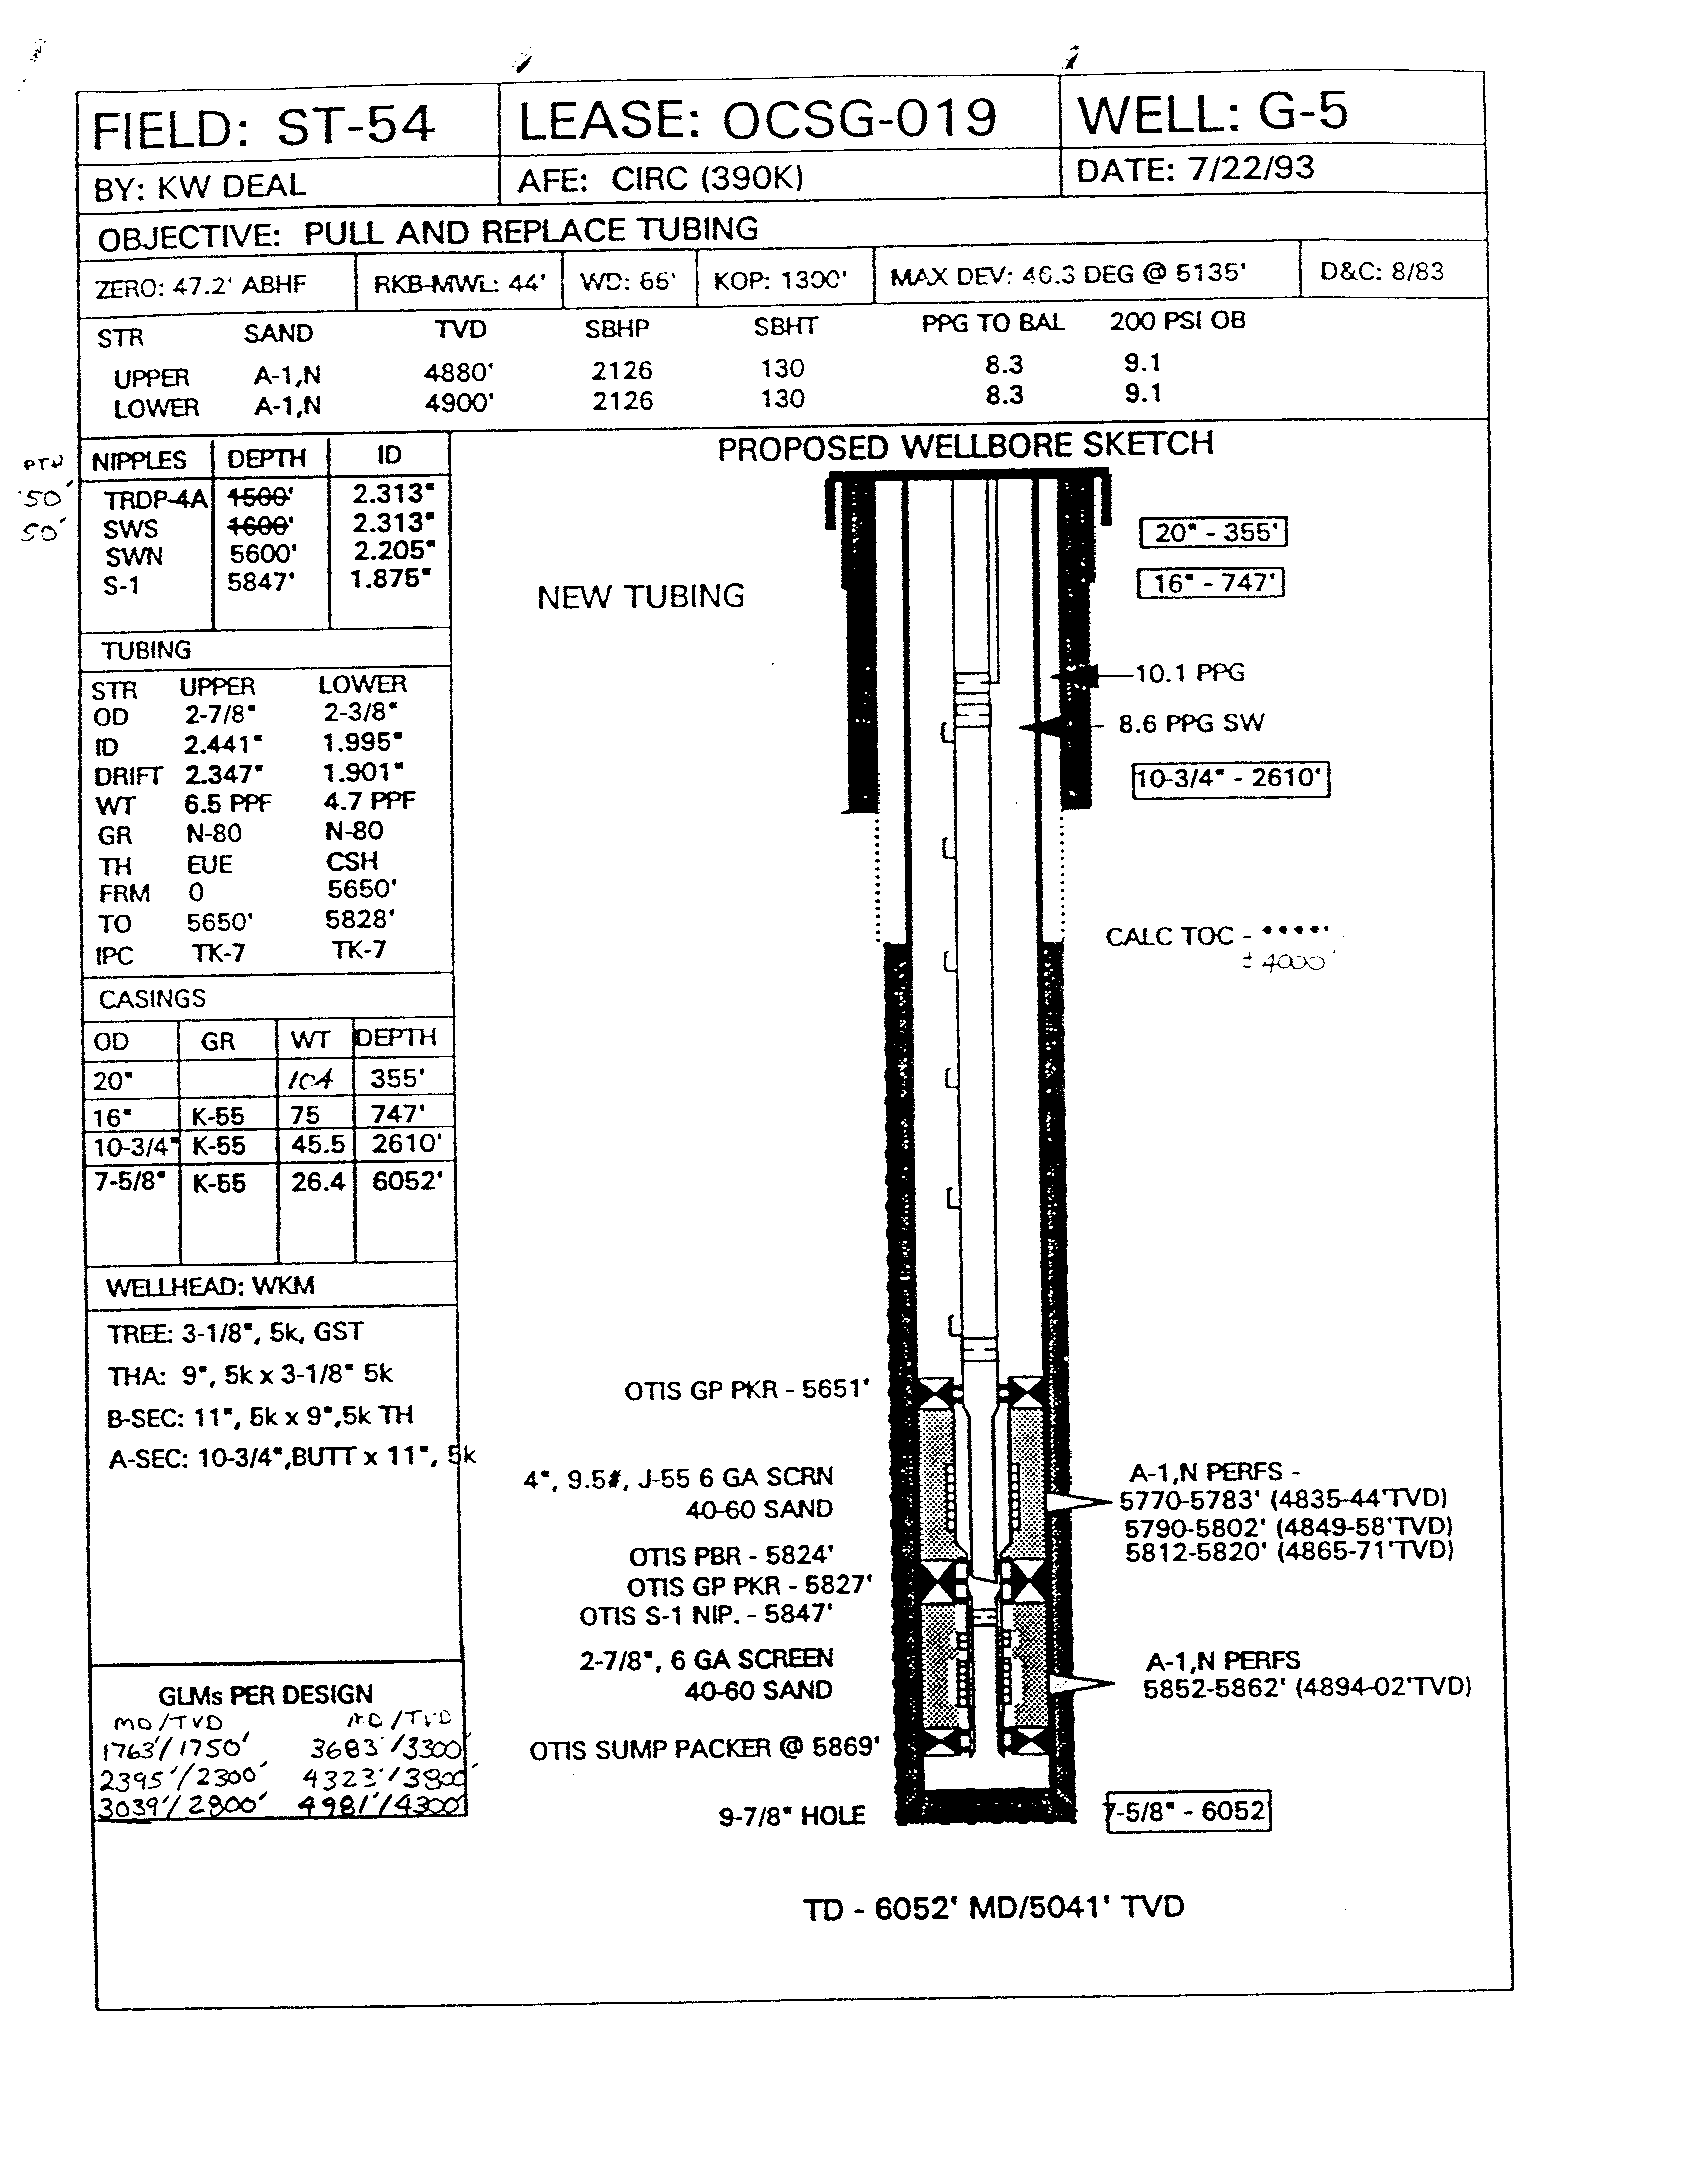 FIELD: ST-54 LEASE: OCSG-019 WELL: G-5
BY: KW DEAL AFE: CIRC (390K) DATE: 7/22/93
OBJECTIVE: PULL AND REPLACE TUBING
ZERO: 47.2' ABHF RKB-MWL: 44' WD: 66' KOP: 1300' MAX DEV: 46.3 DEG @ 5135' D&C: 8/83
STR SAND TVD SBHP SBHT PPG TO BAL 200 PSI OB
UPPER A-1,N 4880' 2126 130 8.3 9.1
LOWER A-1,N 4900' 2126 130 8.3 9.1
NIPPLES DEPTH ID
50' TRDP-4A 1500' 2.313"
50' SWS 1600' 2.313"
SWN 5600' 2.205"
S-1 5847' 1.875"
TUBING
STR UPPER LOWER
OD 2-7/8" 2-3/8"
ID 2.441" 1.995"
DRIFT 2.347" 1.901"
WT 6.5 PPF 4.7 PPF
GR N-80 N-80
TH EUE CSH
FRM 0 5650'
TO 5650' 5828'
IPC TK-7 TK-7
CASINGS
OD GR WT DEPTH
20" 104 355'
16" K-55 75 747'
10-3/4" K-55 45.5 2610'
7-5/8" K-55 26.4 6052'
WELLHEAD: WKM
TREE: 3-1/8", 5k, GST
THA: 9", 5k x 3-1/8" 5k
B-SEC: 11", 5k x 9",5k TH
A-SEC: 10-3/4",BUTT x 11", 5k
GLMs PER DESIGN
MD/TVD MD/TVD
1763'/1750' 3683'/3300'
2395'/2300' 4323'/3800'
3039'/2800' 4981'/4300'
PROPOSED WELLBORE SKETCH
20" - 355'
16" - 747'
NEW TUBING
10.1 PPG
8.6 PPG SW
10-3/4" - 2610'
CALC TOC - ****'
± 4000'
OTIS GP PKR - 5651'
4", 9.5#, J-55 6 GA SCRN
40-60 SAND
A-1,N PERFS -
5770-5783' (4835-44'TVD)
5790-5802' (4849-58'TVD)
5812-5820' (4865-71'TVD)
OTIS PBR - 5824'
OTIS GP PKR - 5827'
OTIS S-1 NIP. - 5847'
2-7/8", 6 GA SCREEN
40-60 SAND
A-1,N PERFS
5852-5862' (4894-02'TVD)
OTIS SUMP PACKER @ 5869'
9-7/8" HOLE
7-5/8" - 6052
TD - 6052' MD/5041' TVD